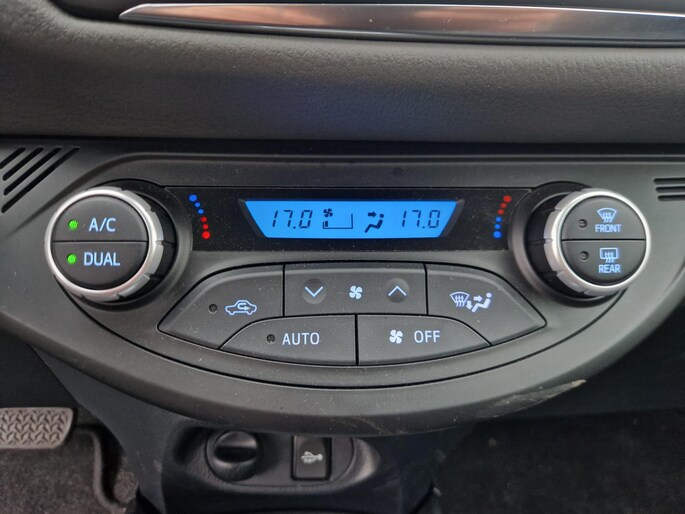 A/C
DUAL
17.0 17.0
FRONT
REAR
AUTO
OFF